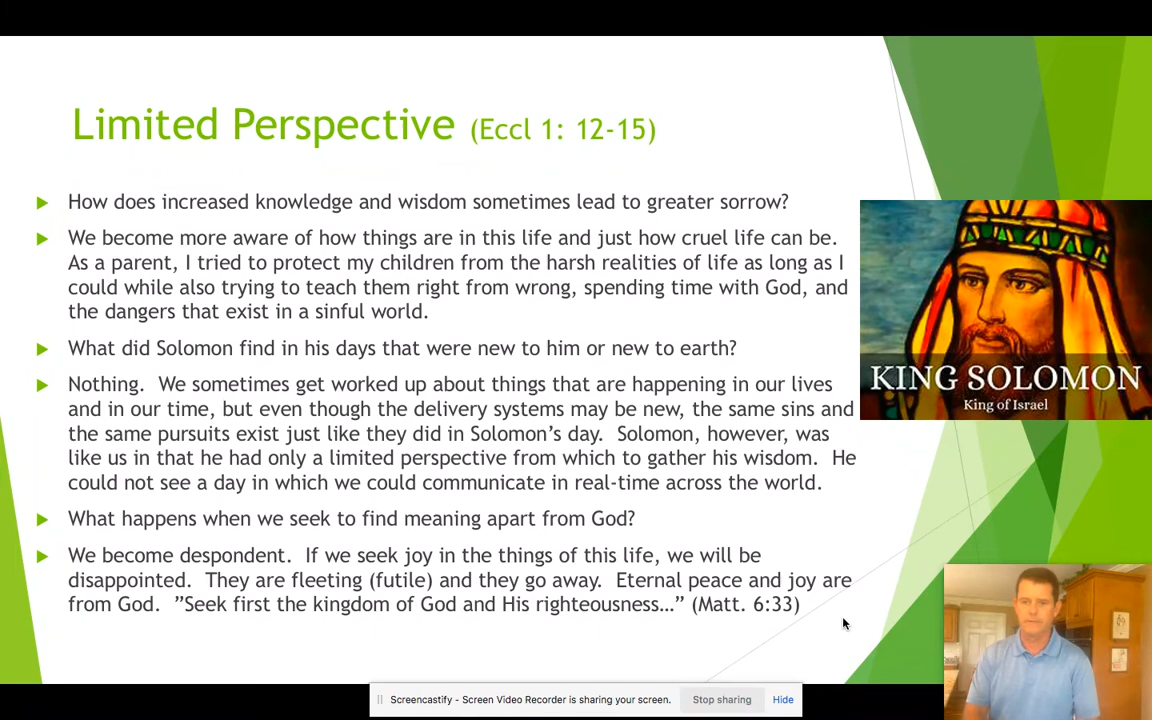 Limited Perspective (Eccl 1: 12-15)
How does increased knowledge and wisdom sometimes lead to greater sorrow?
We become more aware of how things are in this life and just how cruel life can be.
As a parent, I tried to protect my children from the harsh realities of life as long as I
could while also trying to teach them right from wrong, spending time with God, and
the dangers that exist in a sinful world.
What did Solomon find in his days that were new to him or new to earth?
Nothing.  We sometimes get worked up about things that are happening in our lives
and in our time, but even though the delivery systems may be new, the same sins and
the same pursuits exist just like they did in Solomon’s day.  Solomon, however, was
like us in that he had only a limited perspective from which to gather his wisdom.  He
could not see a day in which we could communicate in real-time across the world.
What happens when we seek to find meaning apart from God?
We become despondent.  If we seek joy in the things of this life, we will be
disappointed.  They are fleeting (futile) and they go away.  Eternal peace and joy are
from God.  ”Seek first the kingdom of God and His righteousness…” (Matt. 6:33)
KING SOLOMON
King of Israel
Screencastify - Screen Video Recorder is sharing your screen.
Stop sharing
Hide